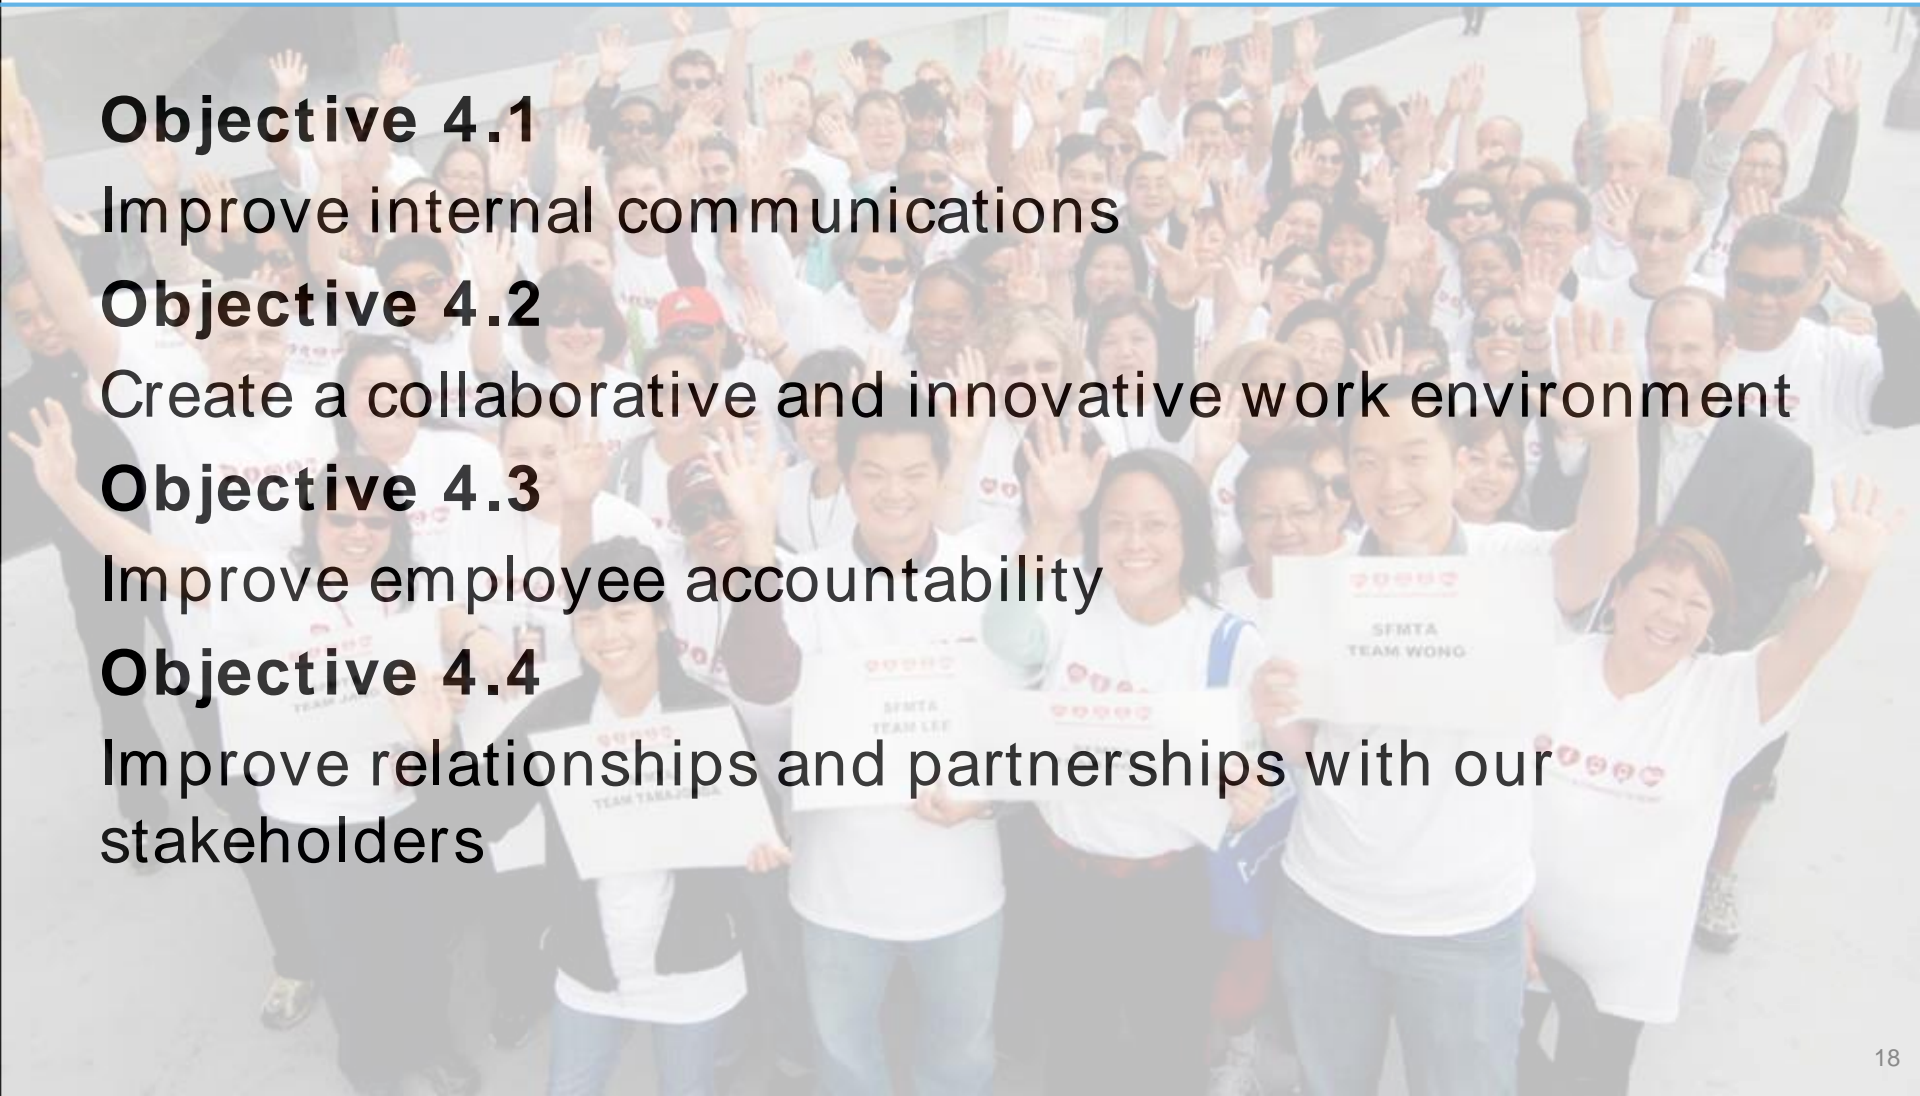 Objective 4.1
Improve internal communications
Objective 4.2
Create a collaborative and innovative work environment
Objective 4.3
Improve employee accountability
Objective 4.4
Improve relationships and partnerships with our
stakeholders
SFMTA
TEAM WONG
SFMTA
TEAM LEE
18